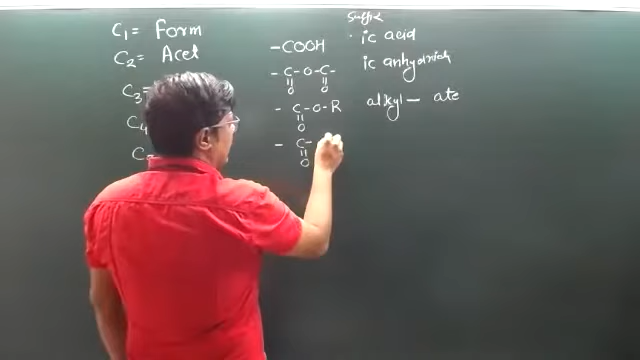 C1 = Form
C2 = Acet
C3 =
C4
C
Suffix
-COOH ic acid
-C-O-C- ic anhydride
O O
-C-O-R alkyl- ate
O
-C-
O